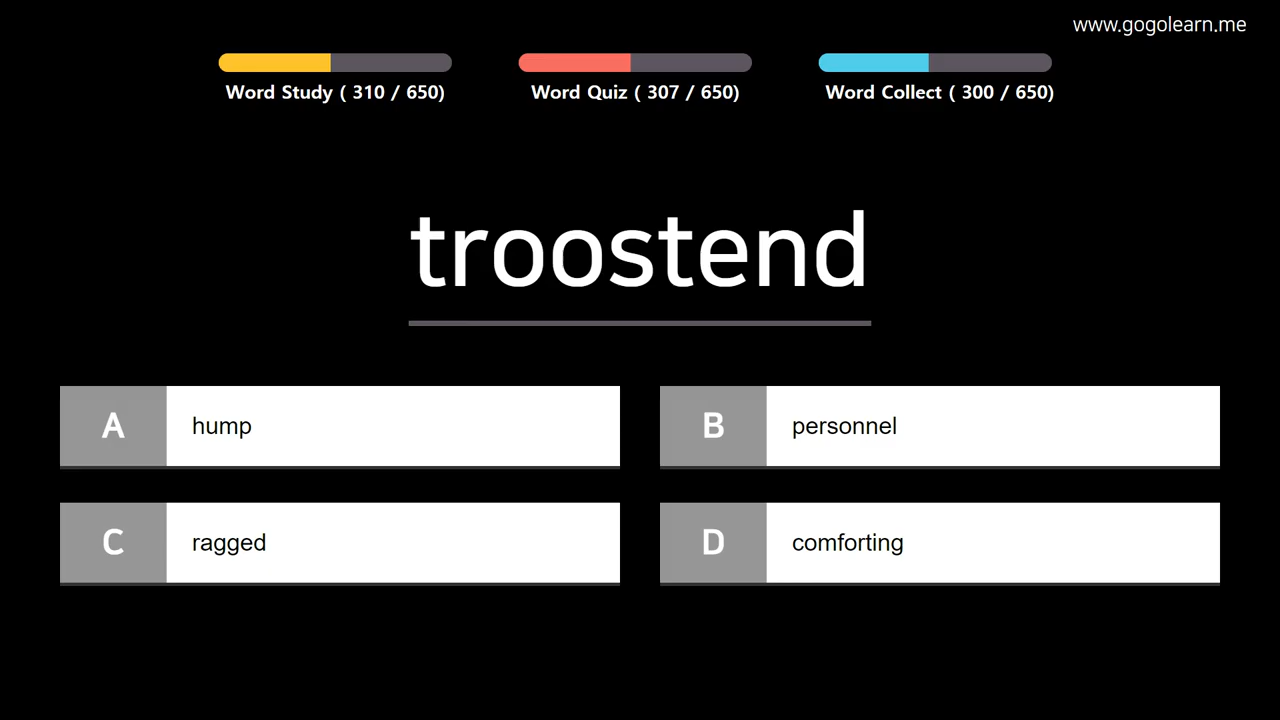 www.gogolearn.me
Word Study ( 310 / 650)
Word Quiz ( 307 / 650)
Word Collect ( 300 / 650)
troostend
A hump
B personnel
C ragged
D comforting